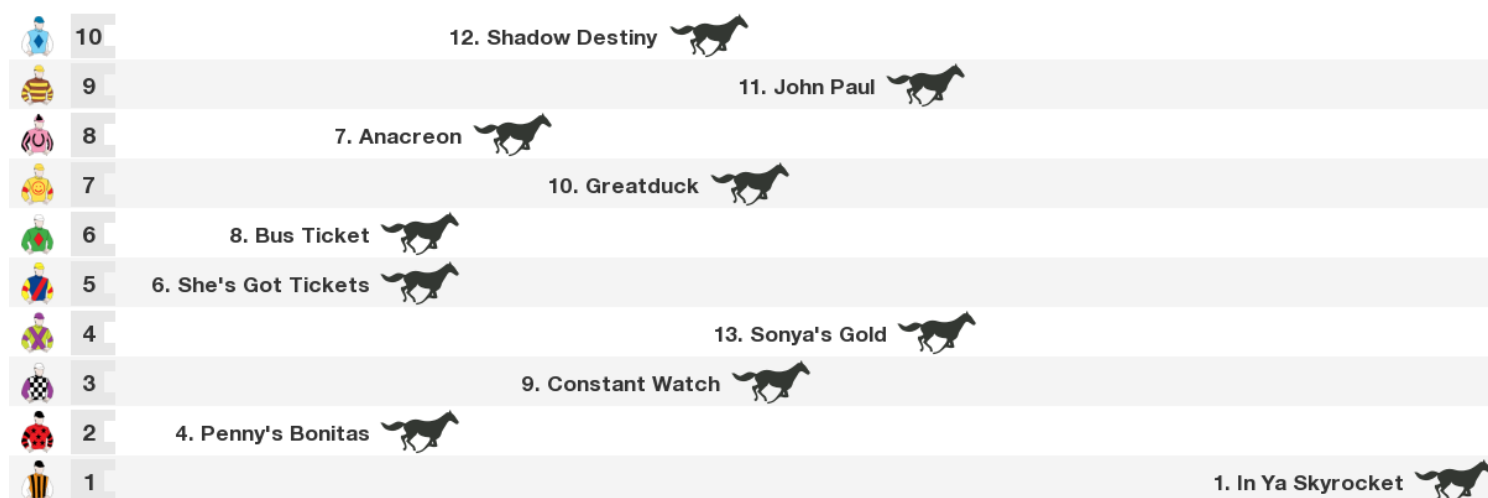 10 12. Shadow Destiny
9 11. John Paul
8 7. Anacreon
7 10. Greatduck
6 8. Bus Ticket
5 6. She's Got Tickets
4 13. Sonya's Gold
3 9. Constant Watch
2 4. Penny's Bonitas
1 1. In Ya Skyrocket